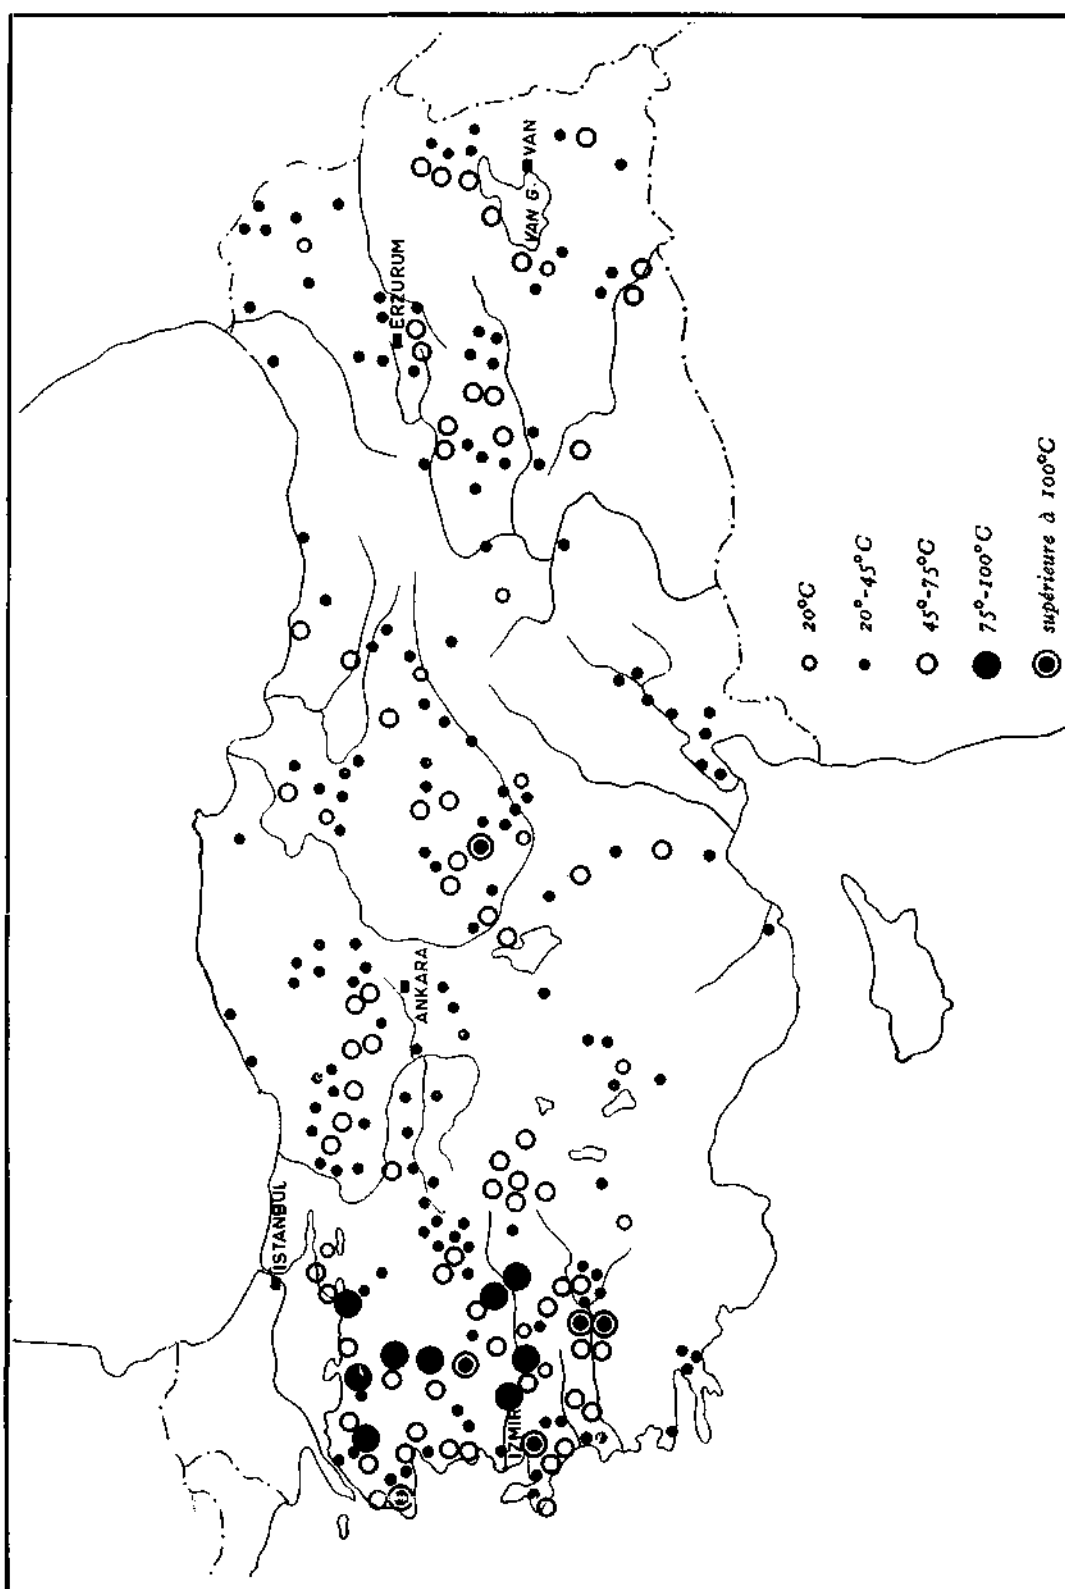 ISTANBUL
ANKARA
ERZURUM
VAN
VAN G.
IZMIR
20°C
20°-45°C
45°-75°C
75°-100°C
supérieure à 100°C